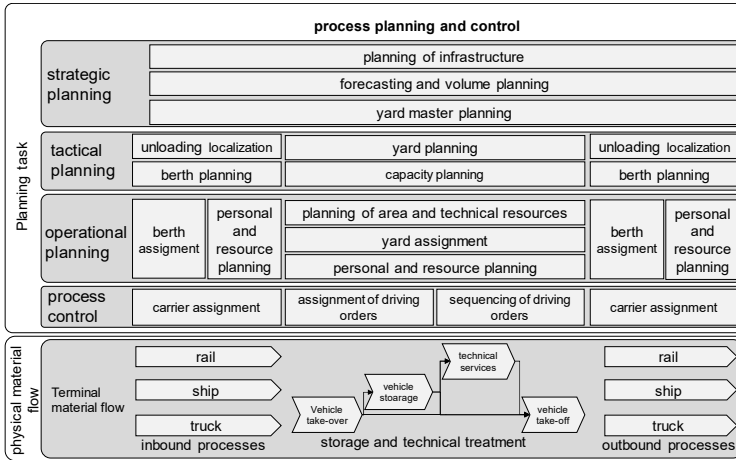 process planning and control
Planning task
strategic
planning
planning of infrastructure
forecasting and volume planning
yard master planning
tactical
planning
unloading localization
yard planning
unloading localization
berth planning
capacity planning
berth planning
operational
planning
berth
assigment
personal
and
resource
planning
planning of area and technical resources
yard assignment
personal and resource planning
berth
assigment
personal
and
resource
planning
process
control
carrier assignment
assignment of driving
orders
sequencing of driving
orders
carrier assignment
physical material
flow
Terminal material flow
rail
ship
truck
inbound processes
Vehicle
take-over
vehicle
stoarage
technical
services
vehicle
take-off
storage and technical treatment
rail
ship
truck
outbound processes